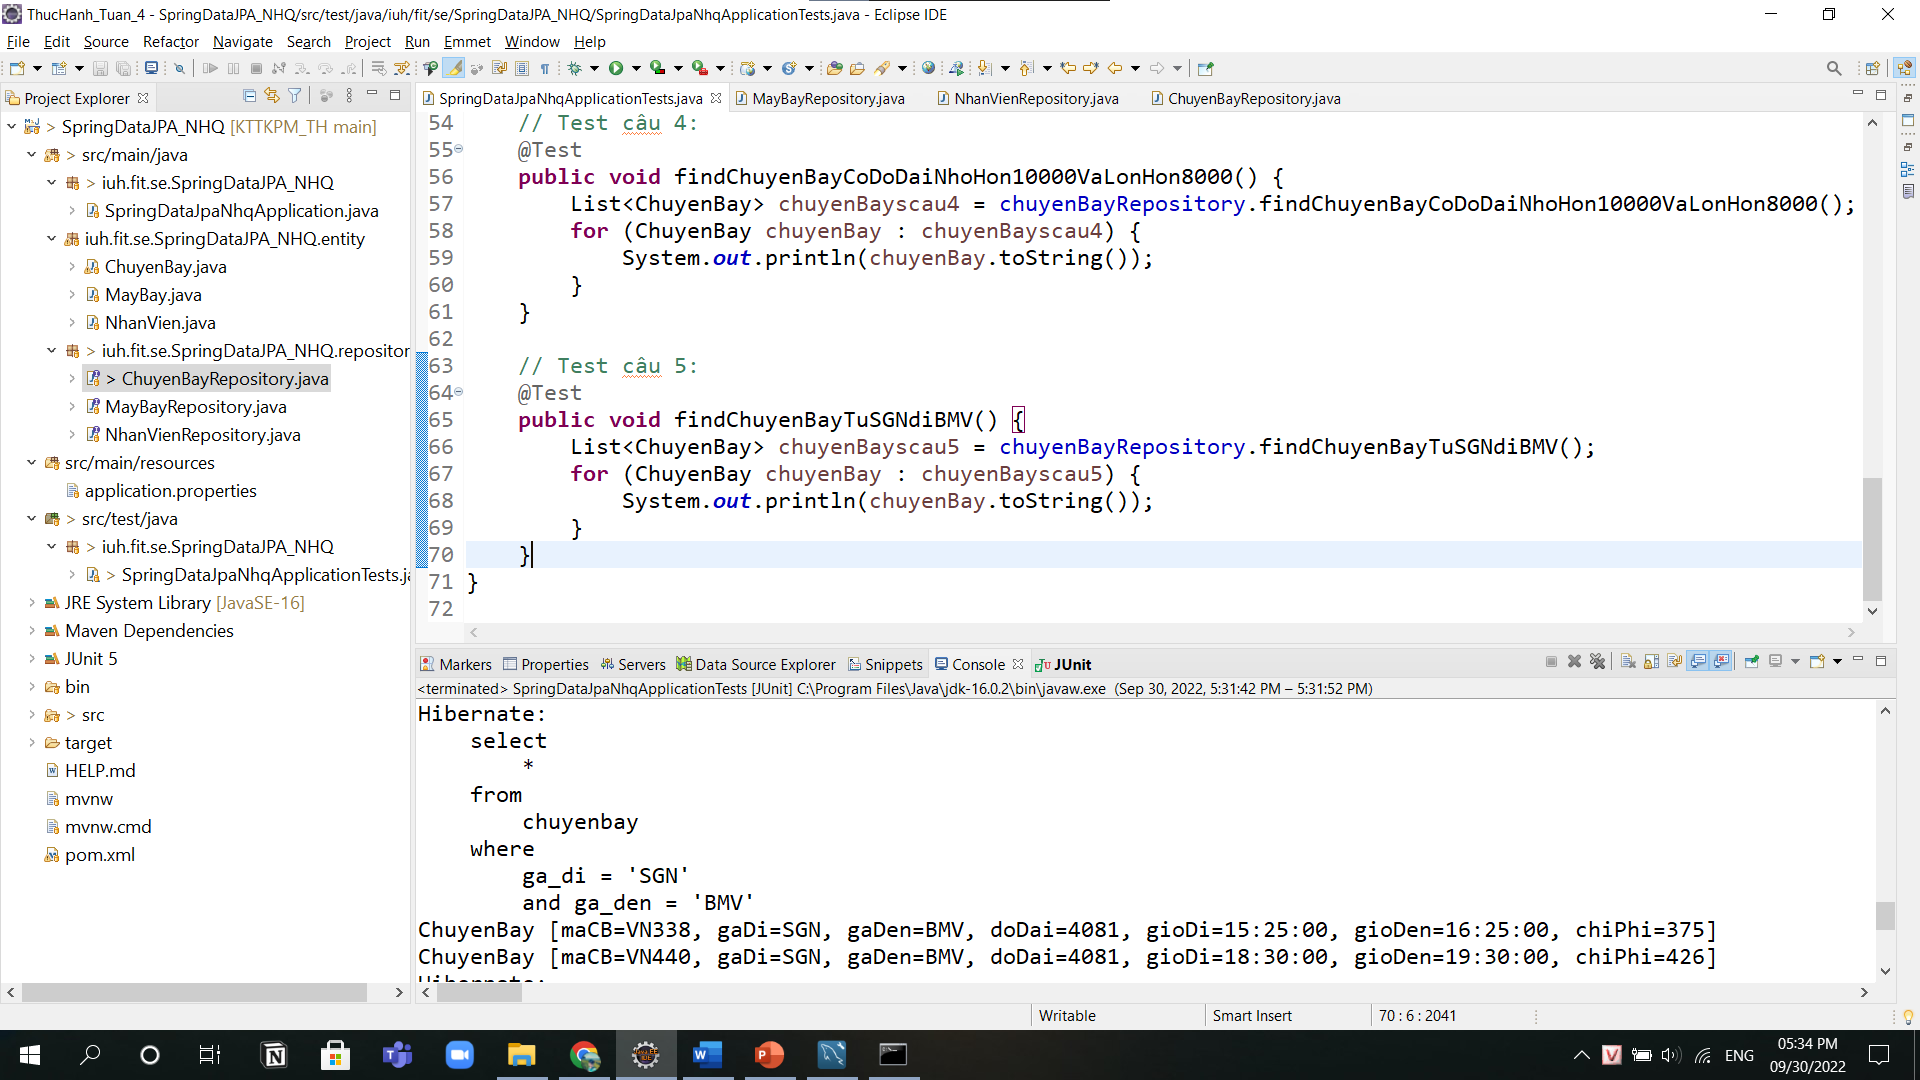 ThucHanh_Tuan_4 - SpringDataJPA_NHQ/src/test/java/iuh/fit/se/SpringDataJPA_NHQ/SpringDataJpaNhqApplicationTests.java - Eclipse IDE
File Edit Source Refactor Navigate Search Project Run Emmet Window Help
Project Explorer
SpringDataJPA_NHQ [KTTKPM_TH main]
> src/main/java
> iuh.fit.se.SpringDataJPA_NHQ
SpringDataJpaNhqApplication.java
iuh.fit.se.SpringDataJPA_NHQ.entity
ChuyenBay.java
MayBay.java
NhanVien.java
> iuh.fit.se.SpringDataJPA_NHQ.repositor
> ChuyenBayRepository.java
MayBayRepository.java
NhanVienRepository.java
src/main/resources
application.properties
> src/test/java
> iuh.fit.se.SpringDataJPA_NHQ
> SpringDataJpaNhqApplicationTests.ja
JRE System Library [JavaSE-16]
Maven Dependencies
JUnit 5
bin
> src
target
HELP.md
mvnw
mvnw.cmd
pom.xml
SpringDataJpaNhqApplicationTests.java MayBayRepository.java NhanVienRepository.java ChuyenBayRepository.java
54 // Test câu 4:
55 @Test
56 public void findChuyenBayCoDoDaiNhoHon10000VaLonHon8000() {
57 List<ChuyenBay> chuyenBayscau4 = chuyenBayRepository.findChuyenBayCoDoDaiNhoHon10000VaLonHon8000();
58 for (ChuyenBay chuyenBay : chuyenBayscau4) {
59 System.out.println(chuyenBay.toString());
60 }
61 }
62
63 // Test câu 5:
64 @Test
65 public void findChuyenBayTuSGNdiBMV() {
66 List<ChuyenBay> chuyenBayscau5 = chuyenBayRepository.findChuyenBayTuSGNdiBMV();
67 for (ChuyenBay chuyenBay : chuyenBayscau5) {
68 System.out.println(chuyenBay.toString());
69 }
70 }
71 }
72
Markers Properties Servers Data Source Explorer Snippets Console JUnit
<terminated> SpringDataJpaNhqApplicationTests [JUnit] C:\Program Files\Java\jdk-16.0.2\bin\javaw.exe (Sep 30, 2022, 5:31:42 PM – 5:31:52 PM)
Hibernate:
select
*
from
chuyenbay
where
ga_di = 'SGN'
and ga_den = 'BMV'
ChuyenBay [maCB=VN338, gaDi=SGN, gaDen=BMV, doDai=4081, gioDi=15:25:00, gioDen=16:25:00, chiPhi=375]
ChuyenBay [maCB=VN440, gaDi=SGN, gaDen=BMV, doDai=4081, gioDi=18:30:00, gioDen=19:30:00, chiPhi=426]
Hibernate:
Writable Smart Insert 70 : 6 : 2041
ENG
05:34 PM
09/30/2022